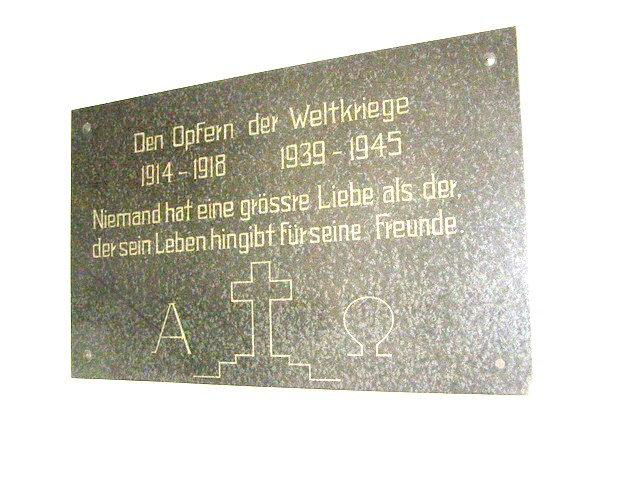 Den Opfern der Weltkriege
1914 - 1918 1939 - 1945
Niemand hat eine grössre Liebe, als der,
der sein Leben hingibt für seine Freunde.
Α Ω